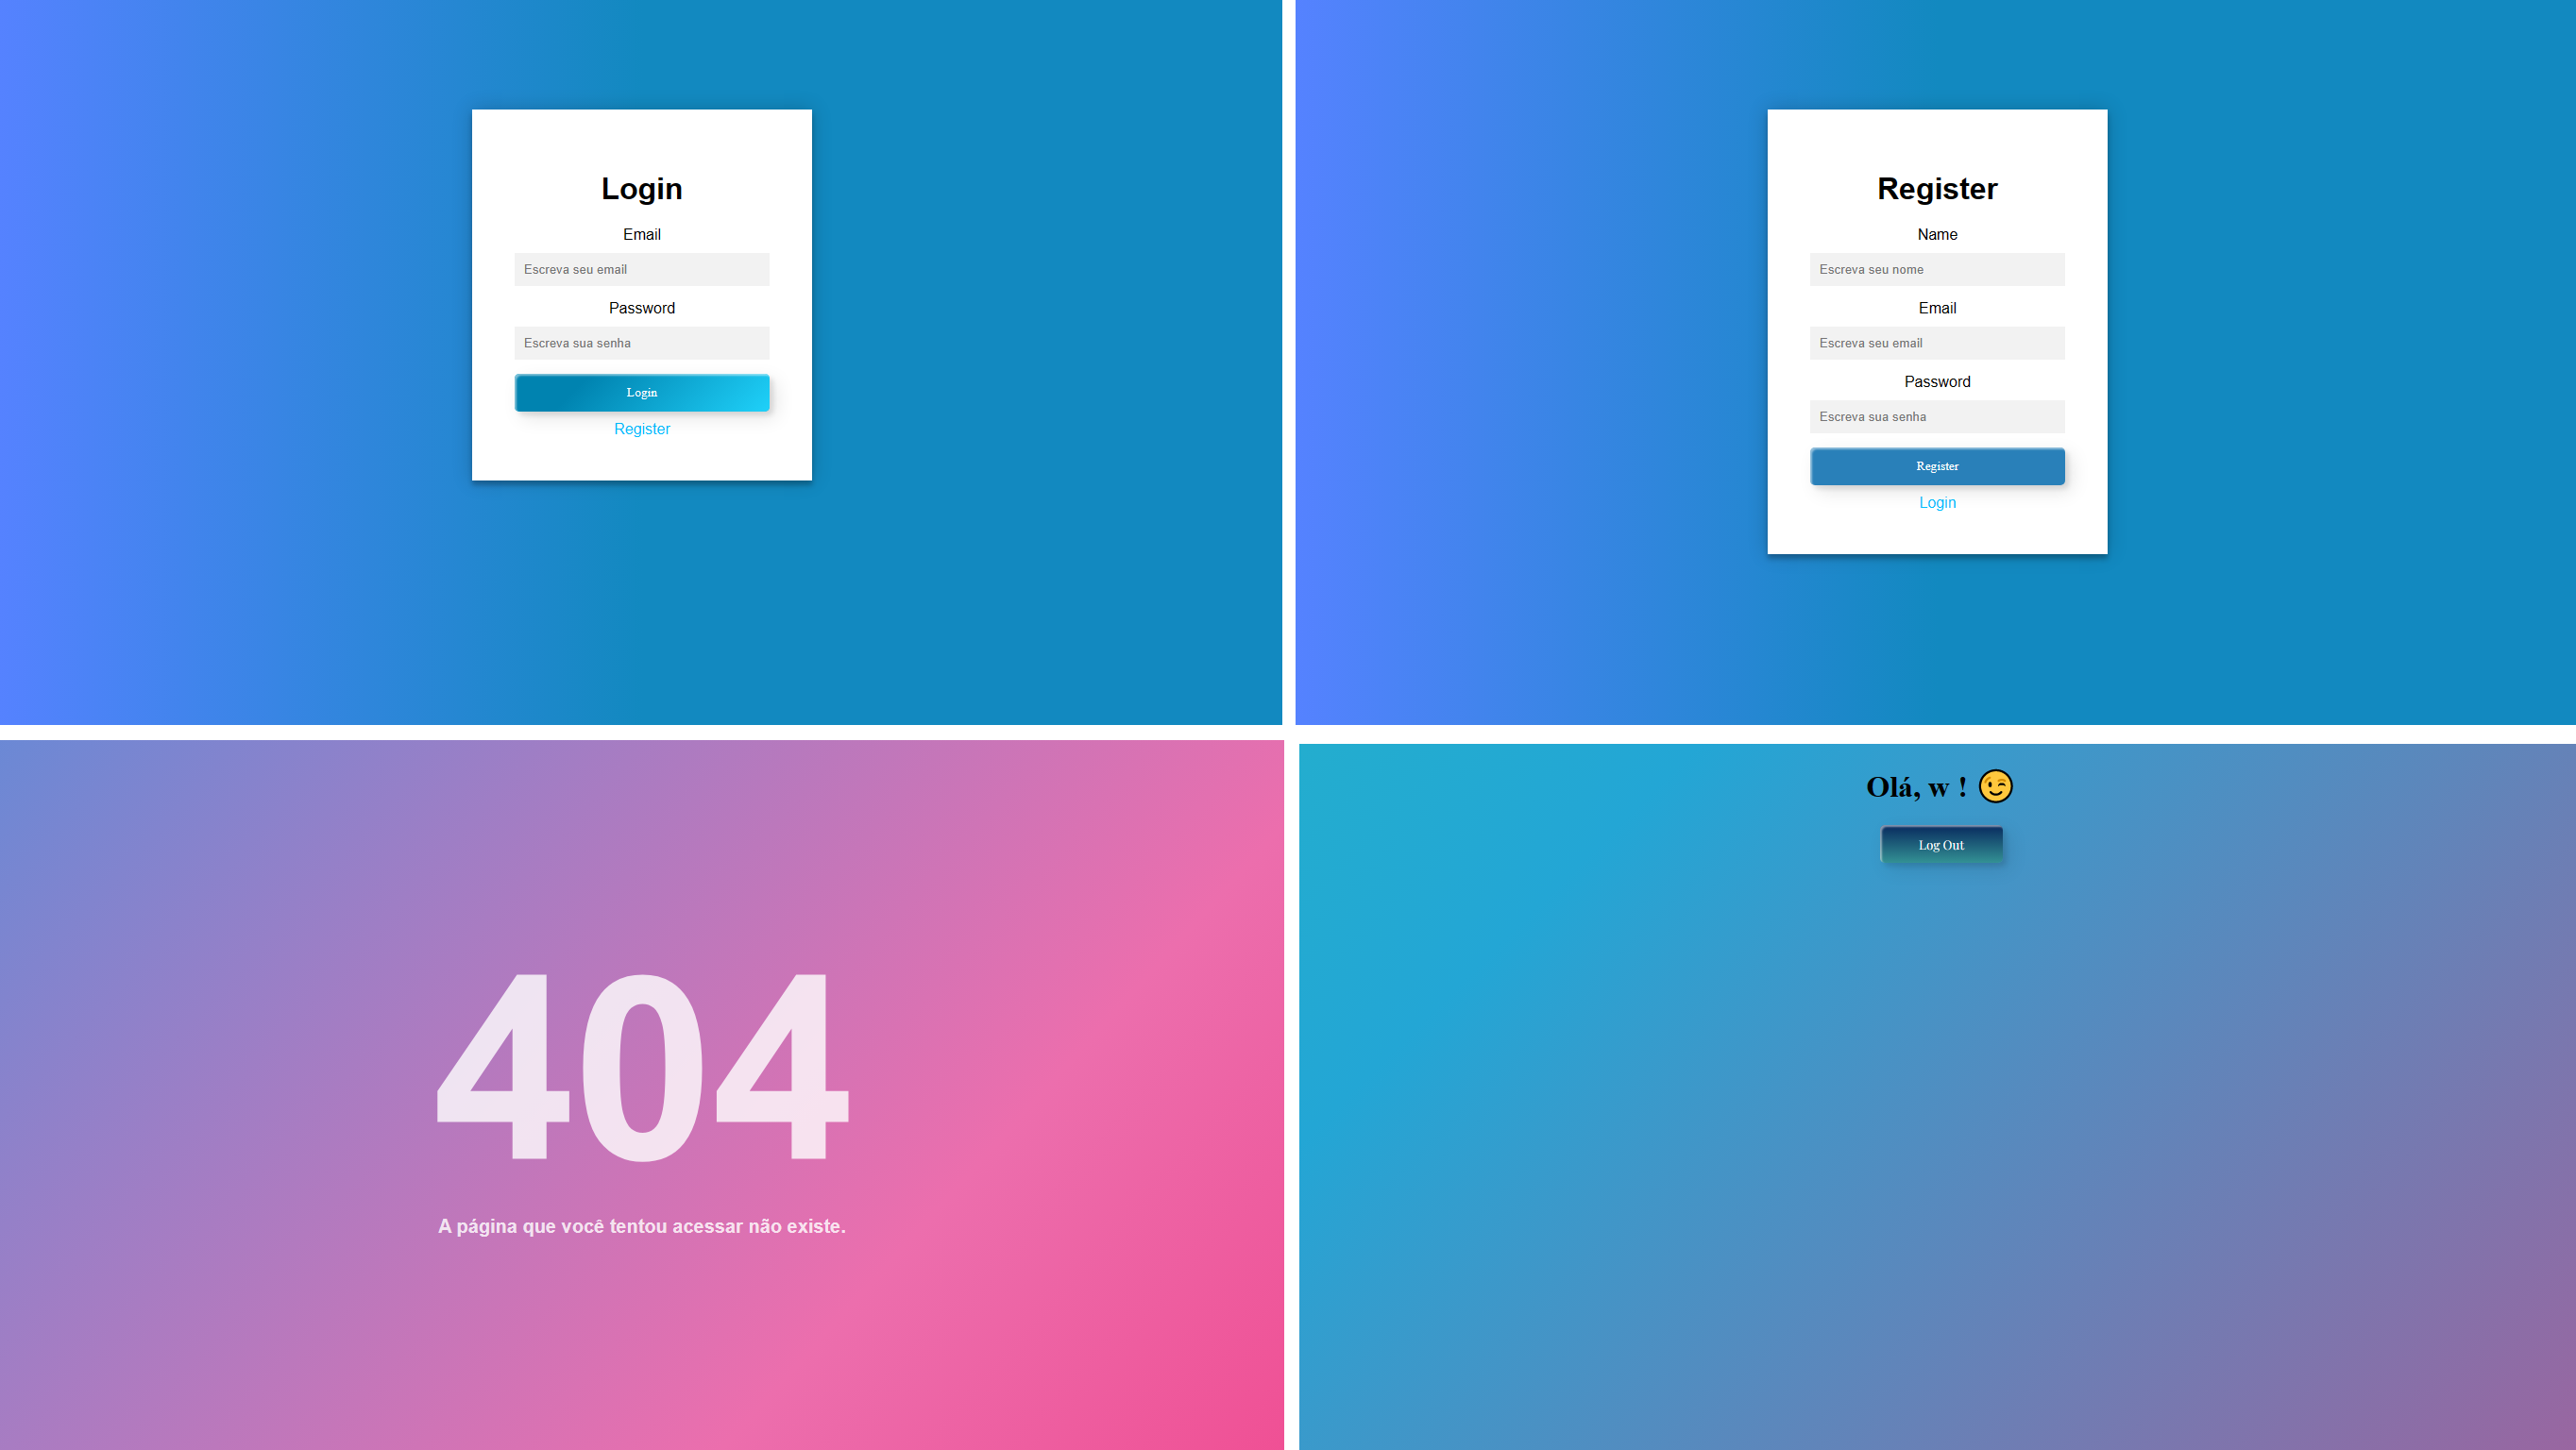 Login
Email
Escreva seu email
Password
Escreva sua senha
Login
Register
Register
Name
Escreva seu nome
Email
Escreva seu email
Password
Escreva sua senha
Register
Login
404
A página que você tentou acessar não existe.
Olá, w ! 😉
Log Out